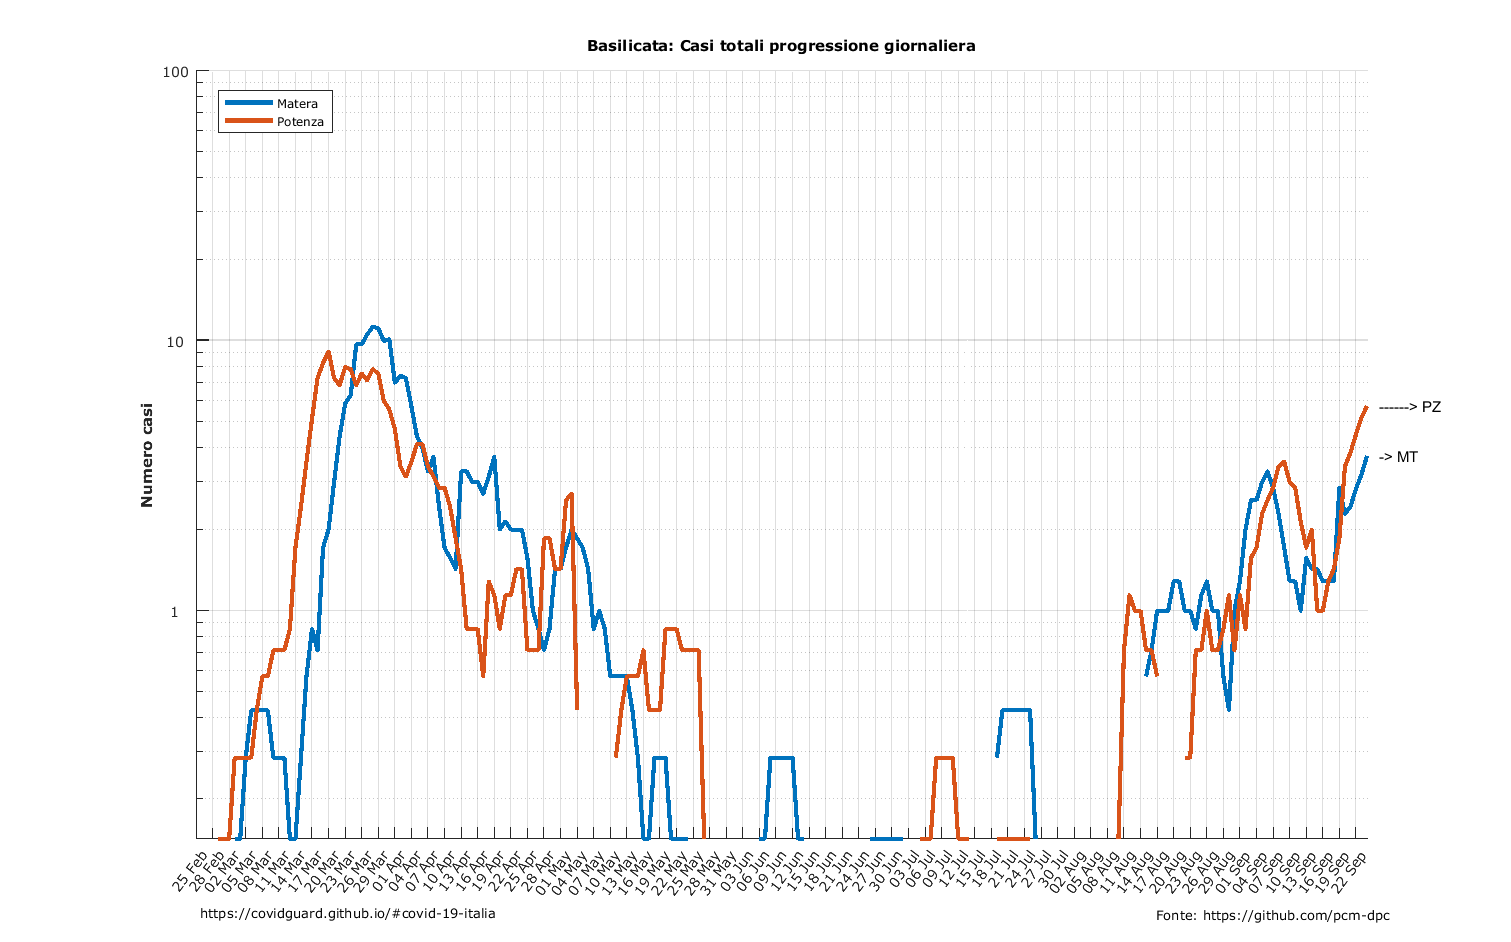 Basilicata: Casi totali progressione giornaliera
100
10
1
Numero casi
Matera
Potenza
------> PZ
-> MT
25 Feb
28 Feb
02 Mar
05 Mar
08 Mar
11 Mar
14 Mar
17 Mar
20 Mar
23 Mar
26 Mar
29 Mar
01 Apr
04 Apr
07 Apr
10 Apr
13 Apr
16 Apr
19 Apr
22 Apr
25 Apr
28 Apr
01 May
04 May
07 May
10 May
13 May
16 May
19 May
22 May
25 May
28 May
31 May
03 Jun
06 Jun
09 Jun
12 Jun
15 Jun
18 Jun
21 Jun
24 Jun
27 Jun
30 Jun
03 Jul
06 Jul
09 Jul
12 Jul
15 Jul
18 Jul
21 Jul
24 Jul
27 Jul
30 Jul
02 Aug
05 Aug
08 Aug
11 Aug
14 Aug
17 Aug
20 Aug
23 Aug
26 Aug
29 Aug
01 Sep
04 Sep
07 Sep
10 Sep
13 Sep
16 Sep
19 Sep
22 Sep
https://covidguard.github.io/#covid-19-italia
Fonte: https://github.com/pcm-dpc